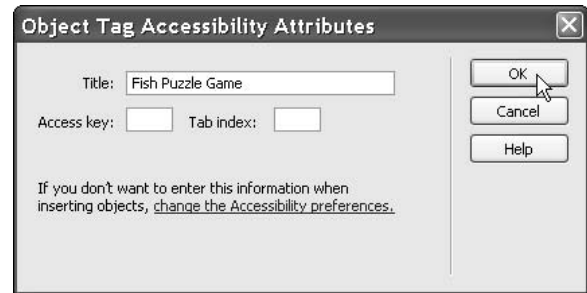 Object Tag Accessibility Attributes
Title: Fish Puzzle Game
Access key: Tab index:
If you don't want to enter this information when
inserting objects, change the Accessibility preferences.
OK
Cancel
Help